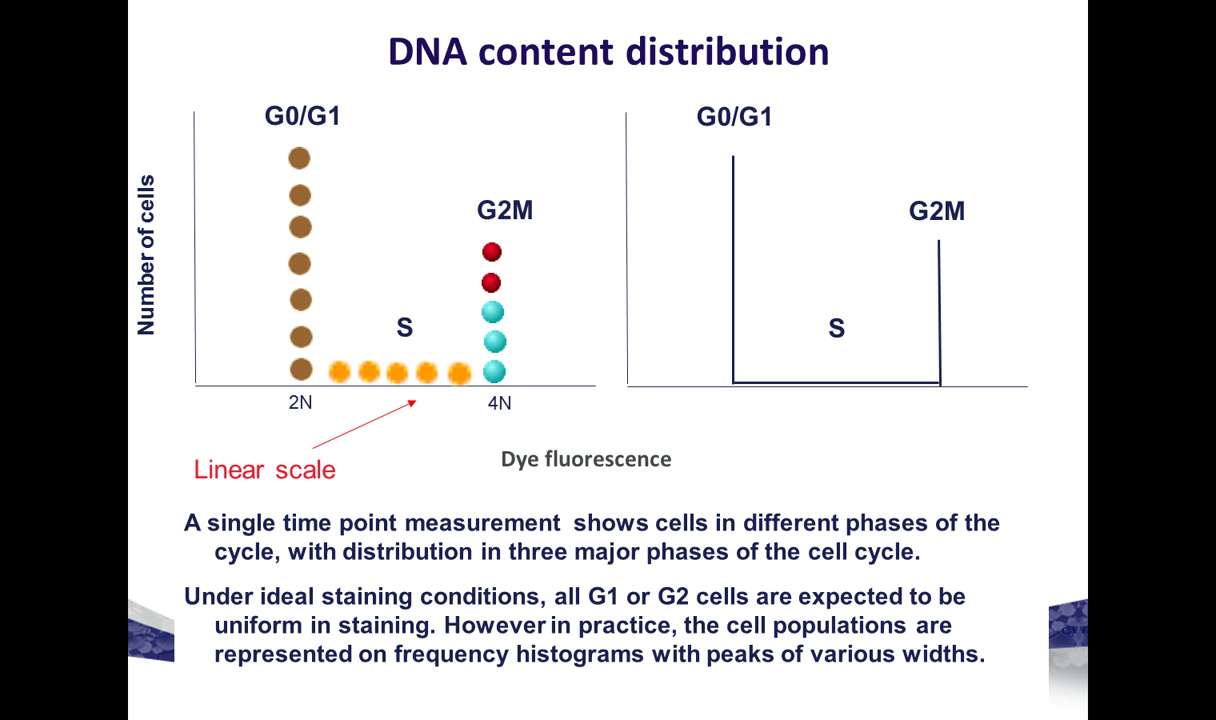 DNA content distribution
G0/G1
G0/G1
Number of cells
G2M
G2M
S
S
2N
4N
Linear scale
Dye fluorescence
A single time point measurement shows cells in different phases of the
cycle, with distribution in three major phases of the cell cycle.
Under ideal staining conditions, all G1 or G2 cells are expected to be
uniform in staining. However in practice, the cell populations are
represented on frequency histograms with peaks of various widths.